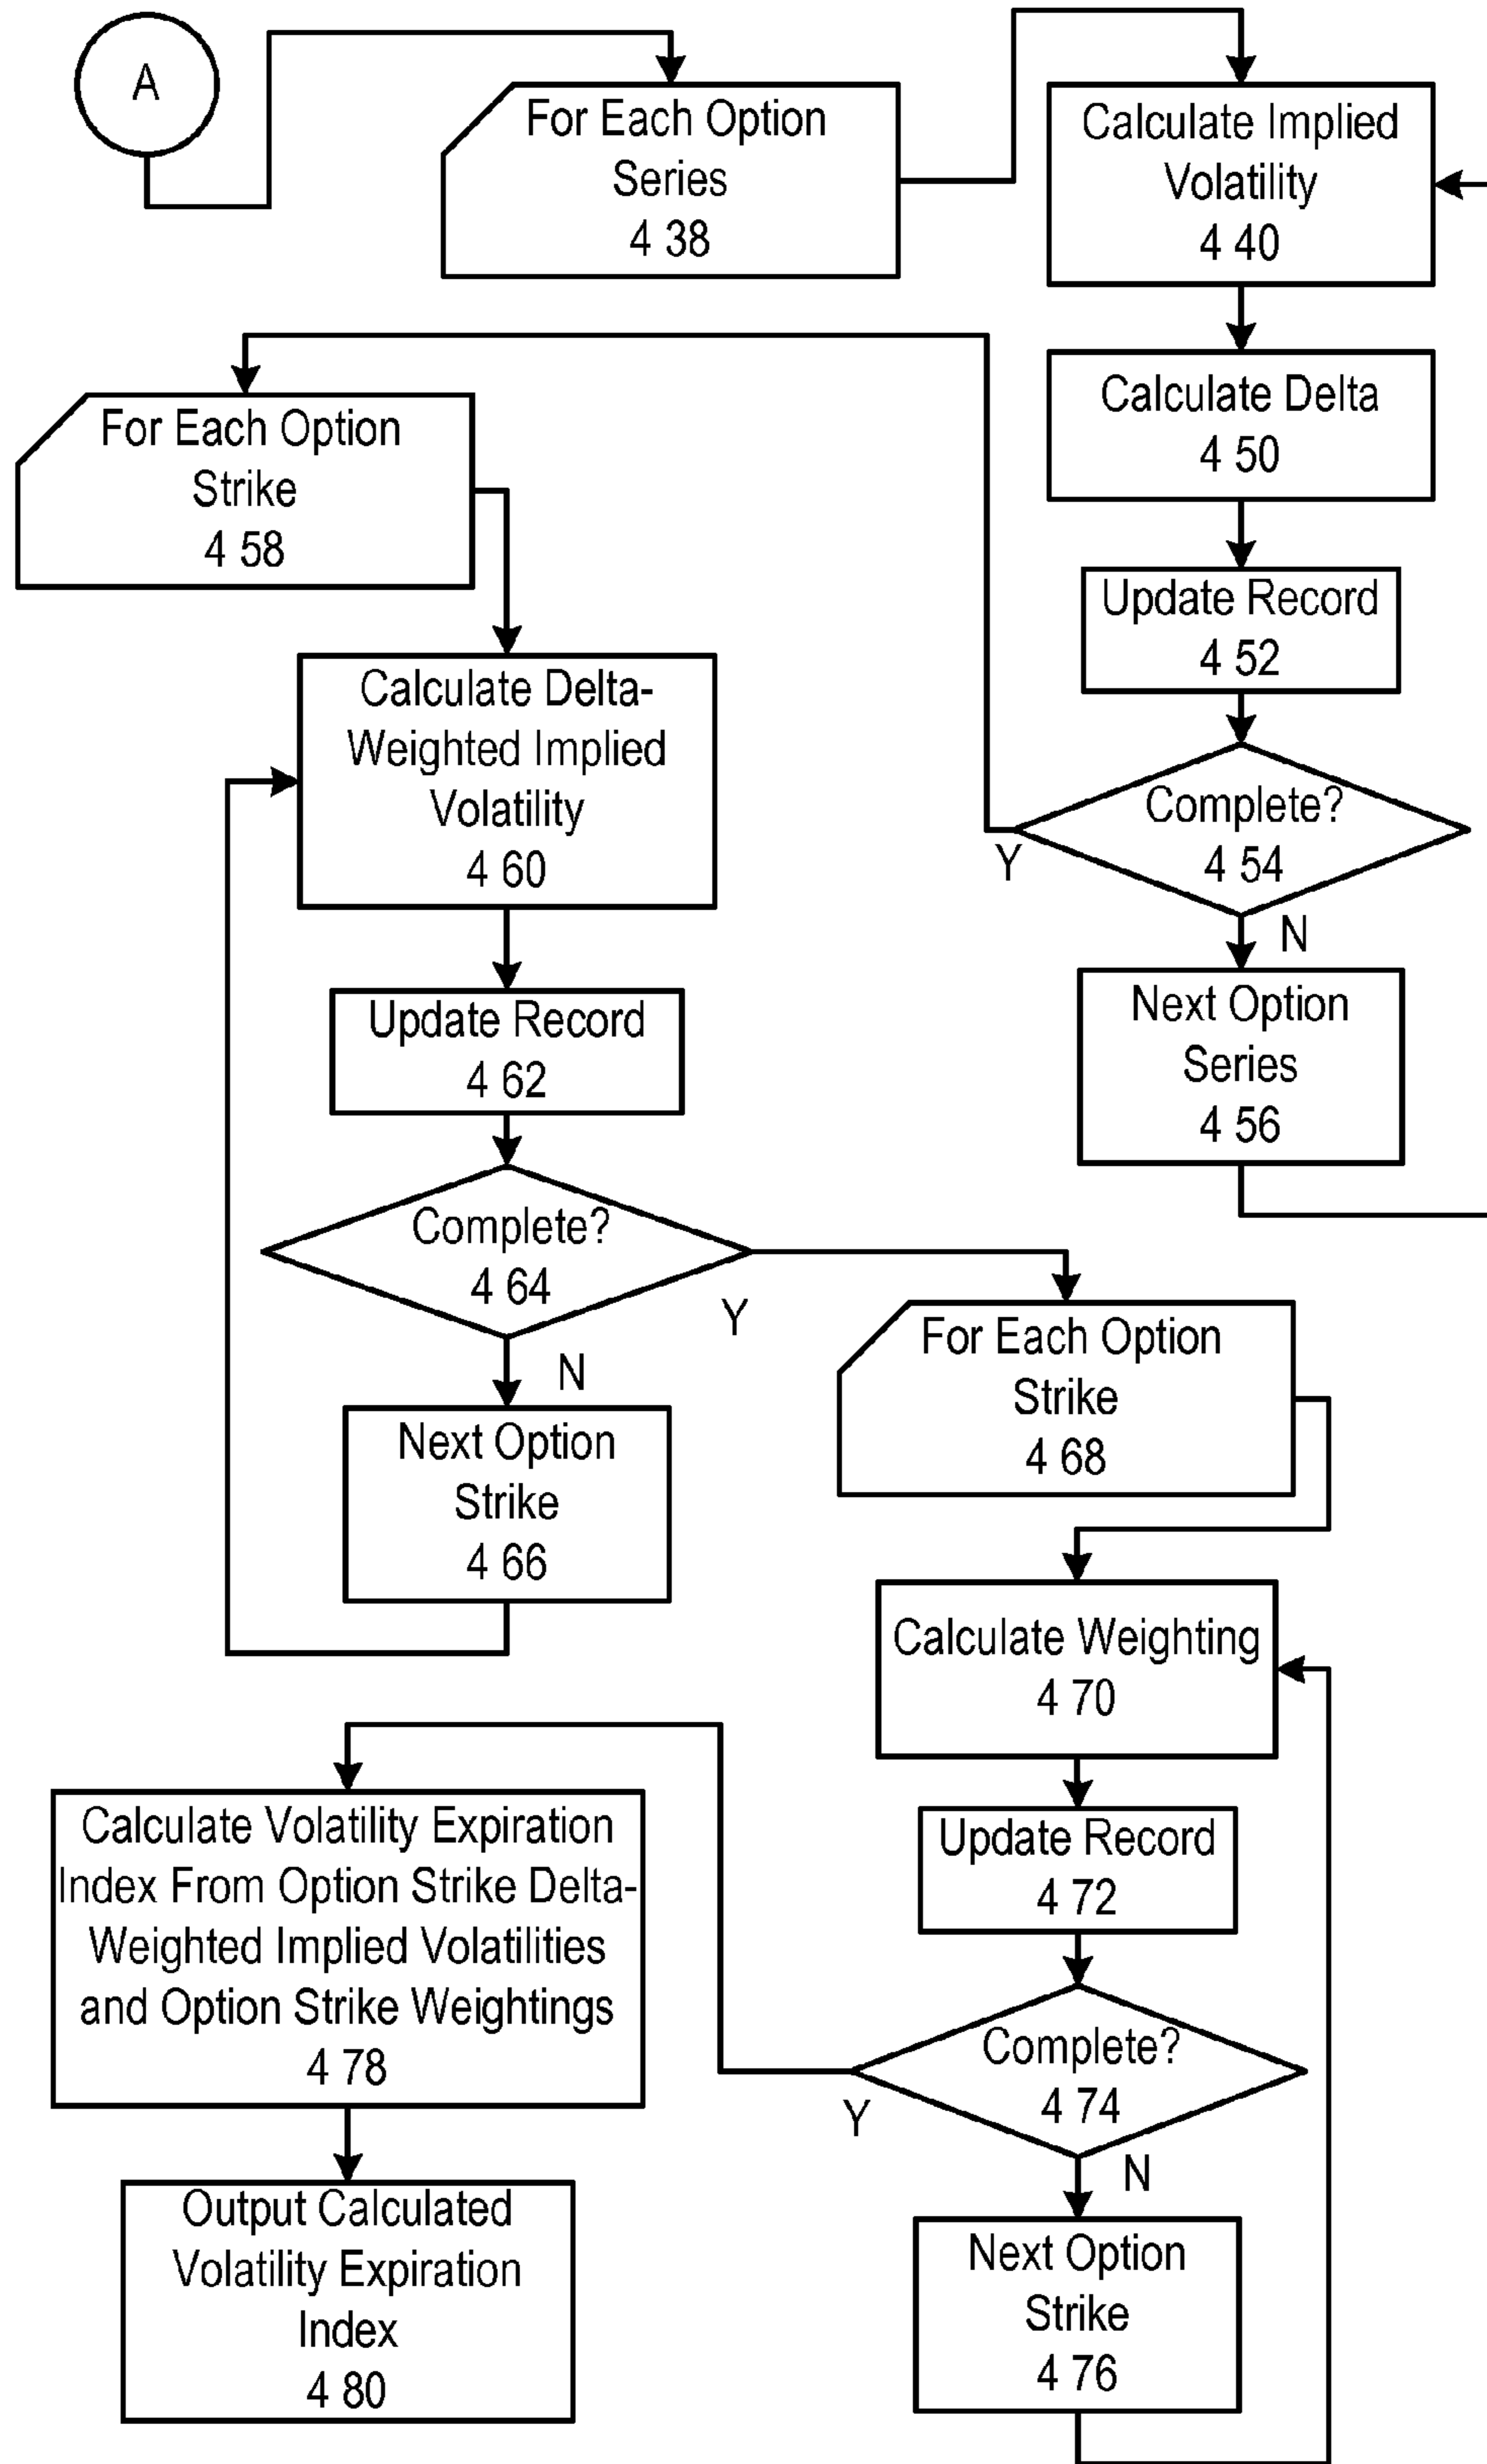 A
For Each Option
Series
4 38
Calculate Implied
Volatility
4 40
Calculate Delta
4 50
Update Record
4 52
Complete?
4 54
Y
N
Next Option
Series
4 56
For Each Option
Strike
4 58
Calculate Delta-
Weighted Implied
Volatility
4 60
Update Record
4 62
Complete?
4 64
Y
N
Next Option
Strike
4 66
For Each Option
Strike
4 68
Calculate Weighting
4 70
Update Record
4 72
Complete?
4 74
Y
N
Next Option
Strike
4 76
Calculate Volatility Expiration
Index From Option Strike Delta-
Weighted Implied Volatilities
and Option Strike Weightings
4 78
Output Calculated
Volatility Expiration
Index
4 80